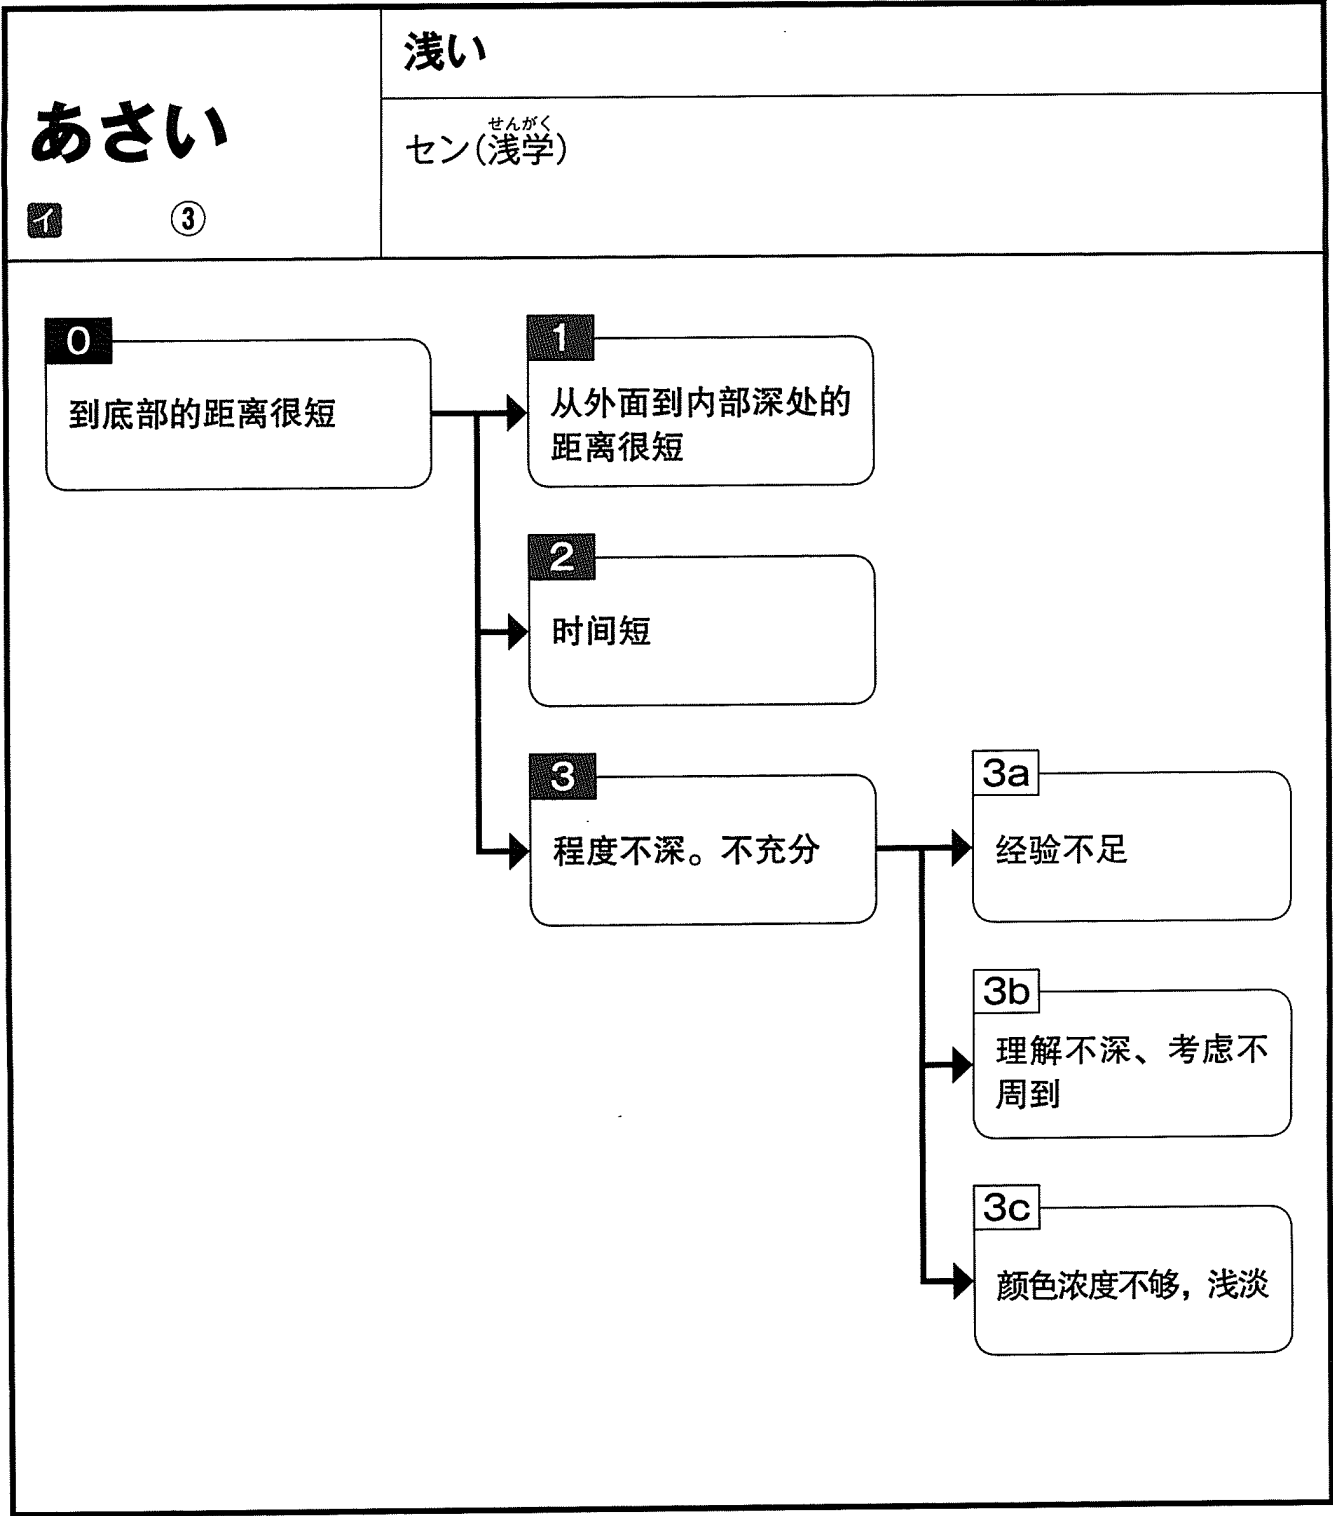 浅い
あさい
せんがく
セン(浅学)
イ ③
0
到底部的距离很短
1
从外面到内部深处的
距离很短
2
时间短
3
程度不深。不充分
3a
经验不足
3b
理解不深、考虑不
周到
3c
颜色浓度不够，浅淡